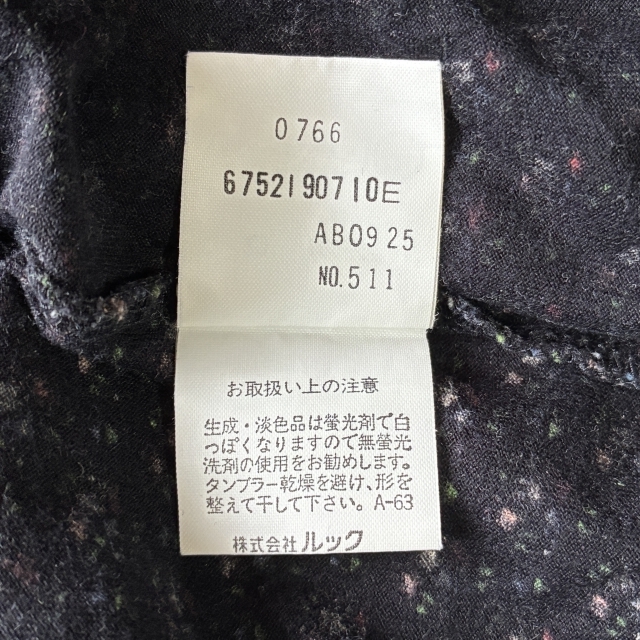 0766
6752190710E
AB0925
NO.511
お取扱い上の注意
生成・淡色品は螢光剤で白
っぽくなりますので無螢光
洗剤の使用をお勧めします。
タンブラー乾燥を避け、形を
整えて干して下さい。A-63
株式会社ルック